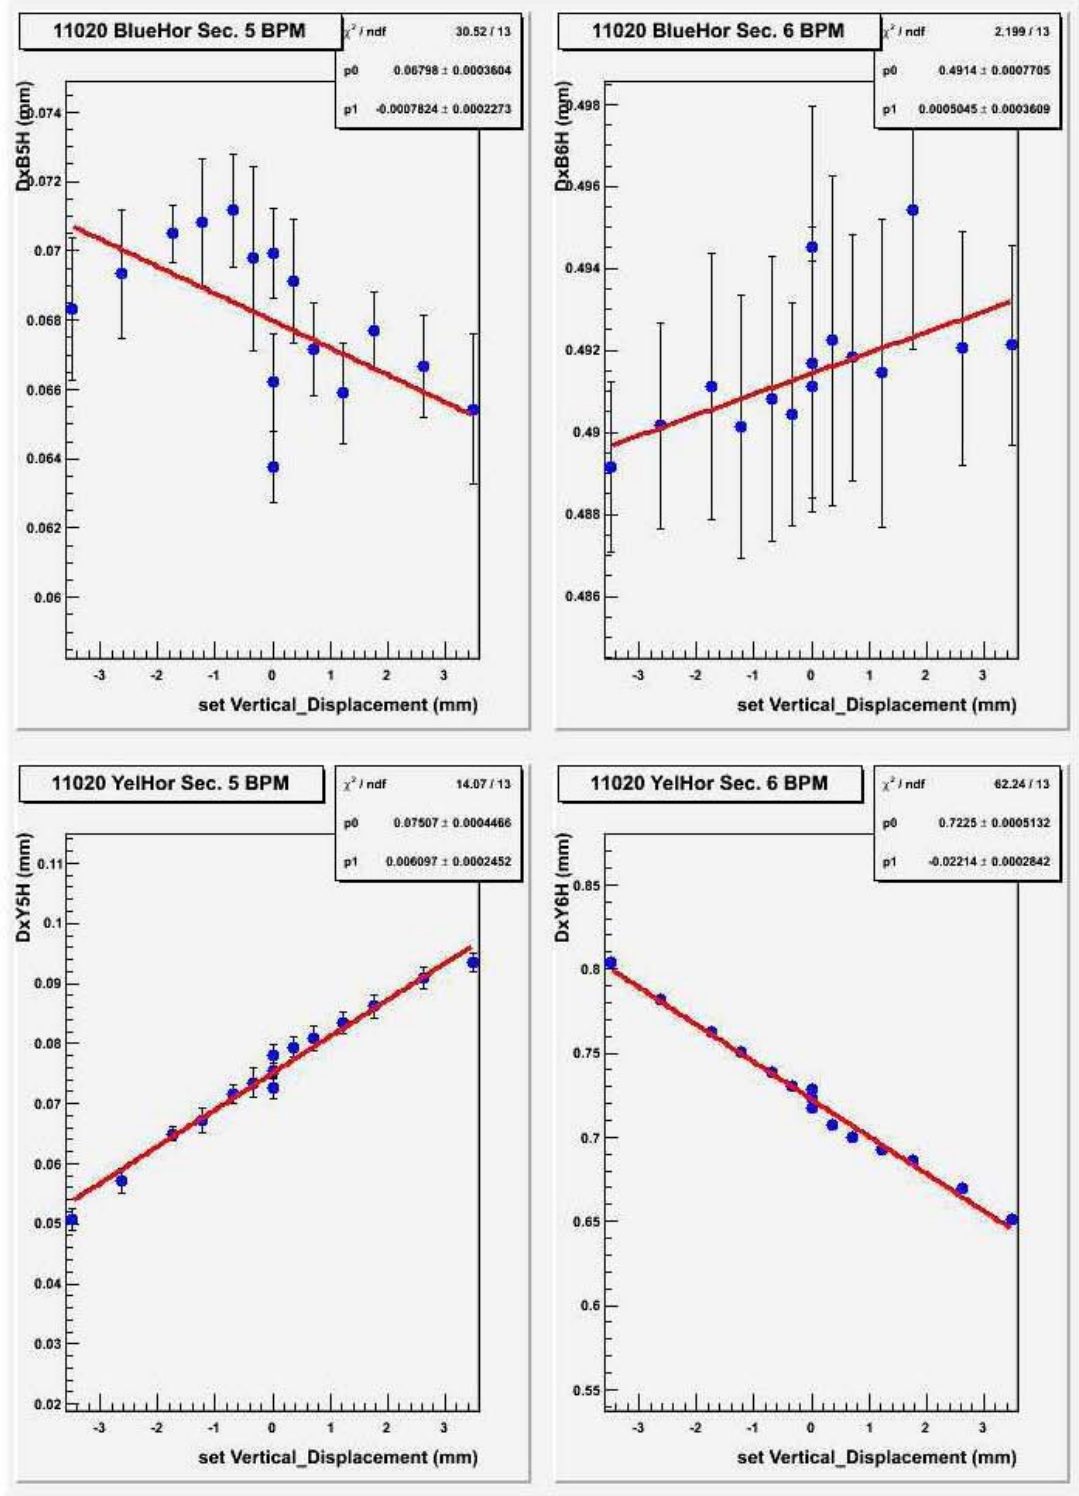 11020 BlueHor Sec. 5 BPM
χ² / ndf 30.52 / 13
p0 0.06798 ± 0.0003604
p1 -0.0007824 ± 0.0002273
DxB5H (mm)
0.074
0.072
0.07
0.068
0.066
0.064
0.062
0.06
-3 -2 -1 0 1 2 3
set Vertical_Displacement (mm)
11020 BlueHor Sec. 6 BPM
χ² / ndf 2.199 / 13
p0 0.4914 ± 0.0007705
p1 0.0005045 ± 0.0003609
DxB6H (mm)
0.498
0.496
0.494
0.492
0.49
0.488
0.486
-3 -2 -1 0 1 2 3
set Vertical_Displacement (mm)
11020 YelHor Sec. 5 BPM
χ² / ndf 14.07 / 13
p0 0.07507 ± 0.0004466
p1 0.006097 ± 0.0002452
DxY5H (mm)
0.11
0.1
0.09
0.08
0.07
0.06
0.05
0.04
0.03
0.02
-3 -2 -1 0 1 2 3
set Vertical_Displacement (mm)
11020 YelHor Sec. 6 BPM
χ² / ndf 62.24 / 13
p0 0.7225 ± 0.0005132
p1 -0.02214 ± 0.0002842
DxY6H (mm)
0.85
0.8
0.75
0.7
0.65
0.6
0.55
-3 -2 -1 0 1 2 3
set Vertical_Displacement (mm)